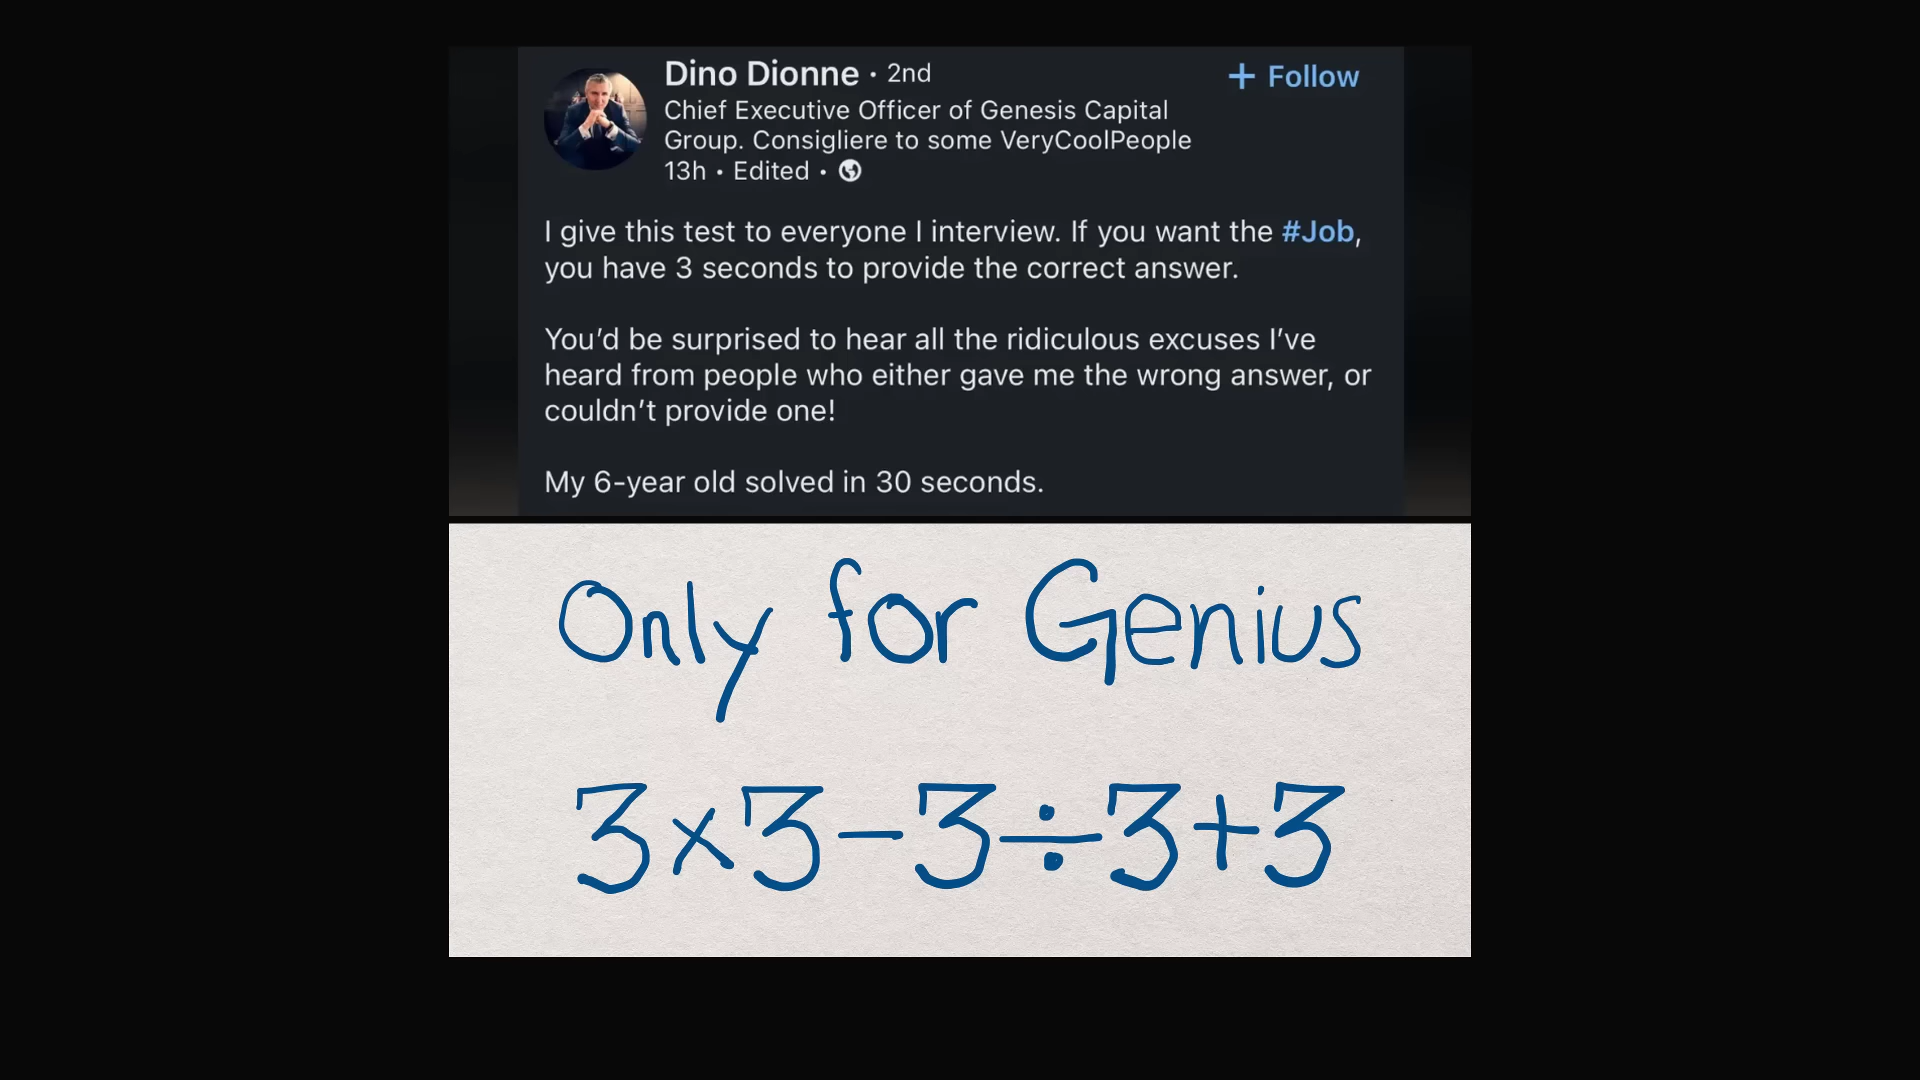 Dino Dionne • 2nd
+ Follow
Chief Executive Officer of Genesis Capital
Group. Consigliere to some VeryCoolPeople
13h • Edited •
I give this test to everyone I interview. If you want the #Job,
you have 3 seconds to provide the correct answer.
You’d be surprised to hear all the ridiculous excuses I’ve
heard from people who either gave me the wrong answer, or
couldn’t provide one!
My 6-year old solved in 30 seconds.
Only for Genius
3×3−3÷3+3